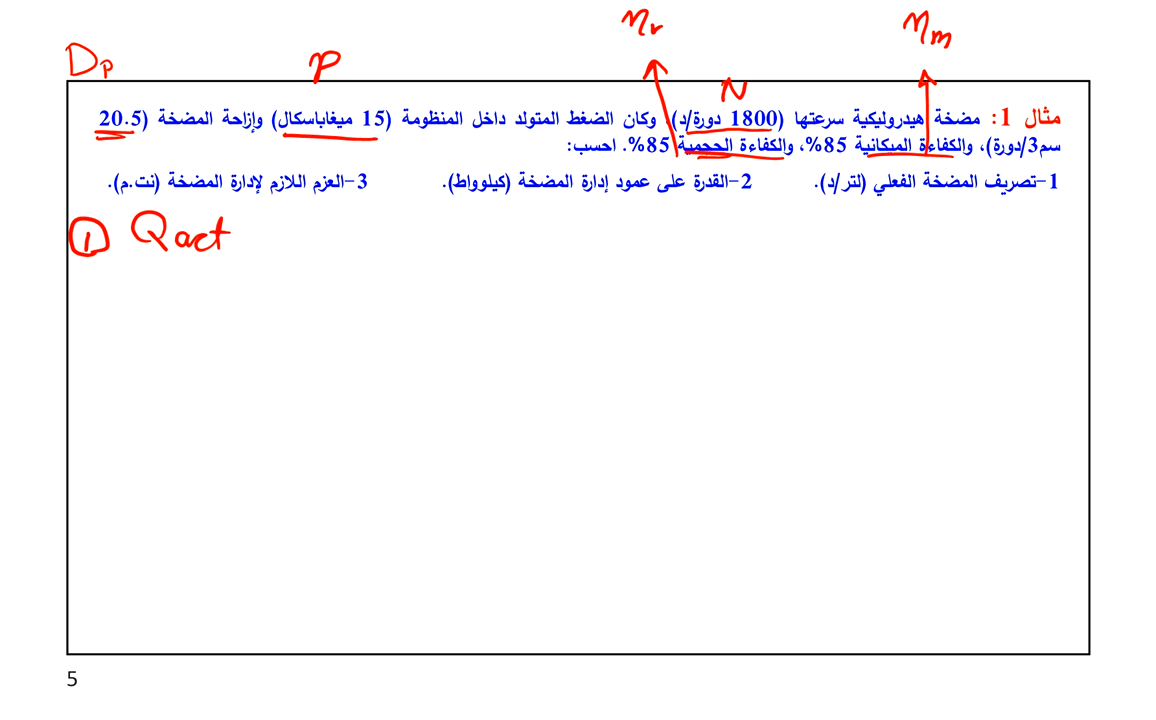 Dp P ηv ηm
N
مثال 1: مضخة هيدروليكية سرعتها (1800 دورة/د)، وكان الضغط المتولد داخل المنظومة (15 ميغاباسكال) وإزاحة المضخة (20.5
سم3/دورة)، والكفاءة الميكانية 85%، والكفاءة الحجمية 85%. احسب:
1-تصريف المضخة الفعلي (لتر/د). 2-القدرة على عمود إدارة المضخة (كيلوواط). 3-العزم اللازم لإدارة المضخة (نت.م).
1 Qact
5